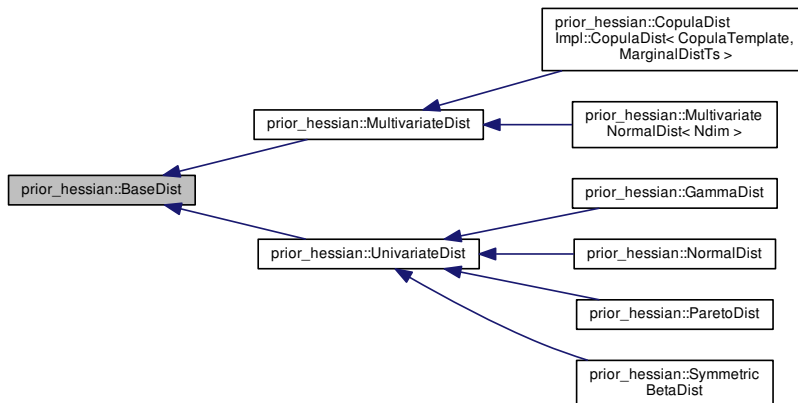 prior_hessian::CopulaDist
Impl::CopulaDist< CopulaTemplate,
MarginalDistTs >
prior_hessian::MultivariateDist
prior_hessian::Multivariate
NormalDist< Ndim >
prior_hessian::BaseDist
prior_hessian::GammaDist
prior_hessian::UnivariateDist
prior_hessian::NormalDist
prior_hessian::ParetoDist
prior_hessian::Symmetric
BetaDist